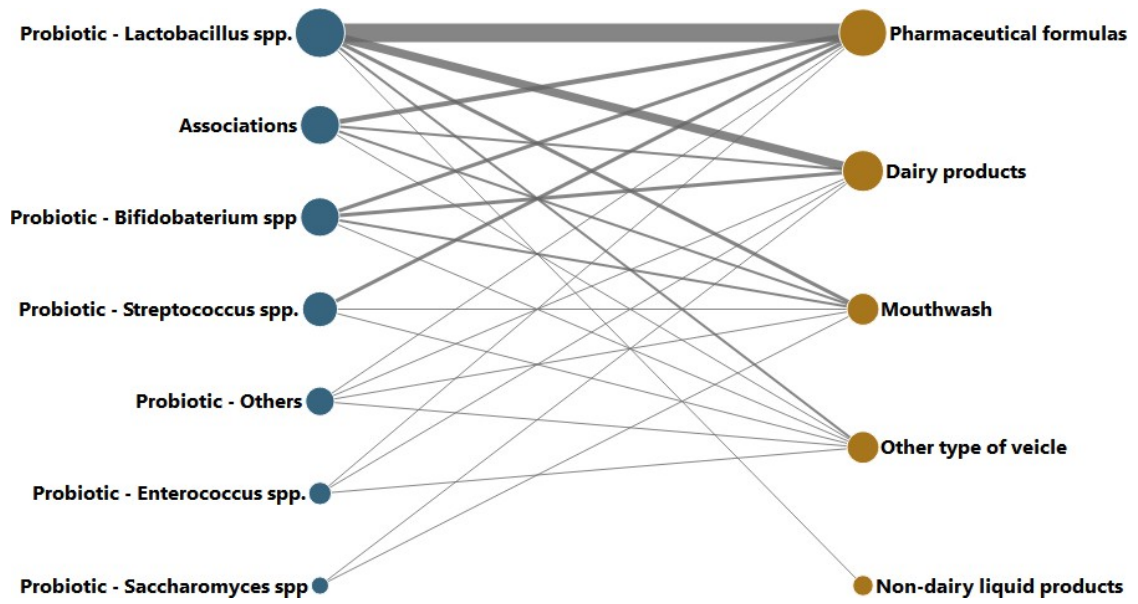 Probiotic - Lactobacillus spp.
Pharmaceutical formulas
Associations
Dairy products
Probiotic - Bifidobaterium spp
Probiotic - Streptococcus spp.
Mouthwash
Probiotic - Others
Other type of veicle
Probiotic - Enterococcus spp.
Probiotic - Saccharomyces spp
Non-dairy liquid products